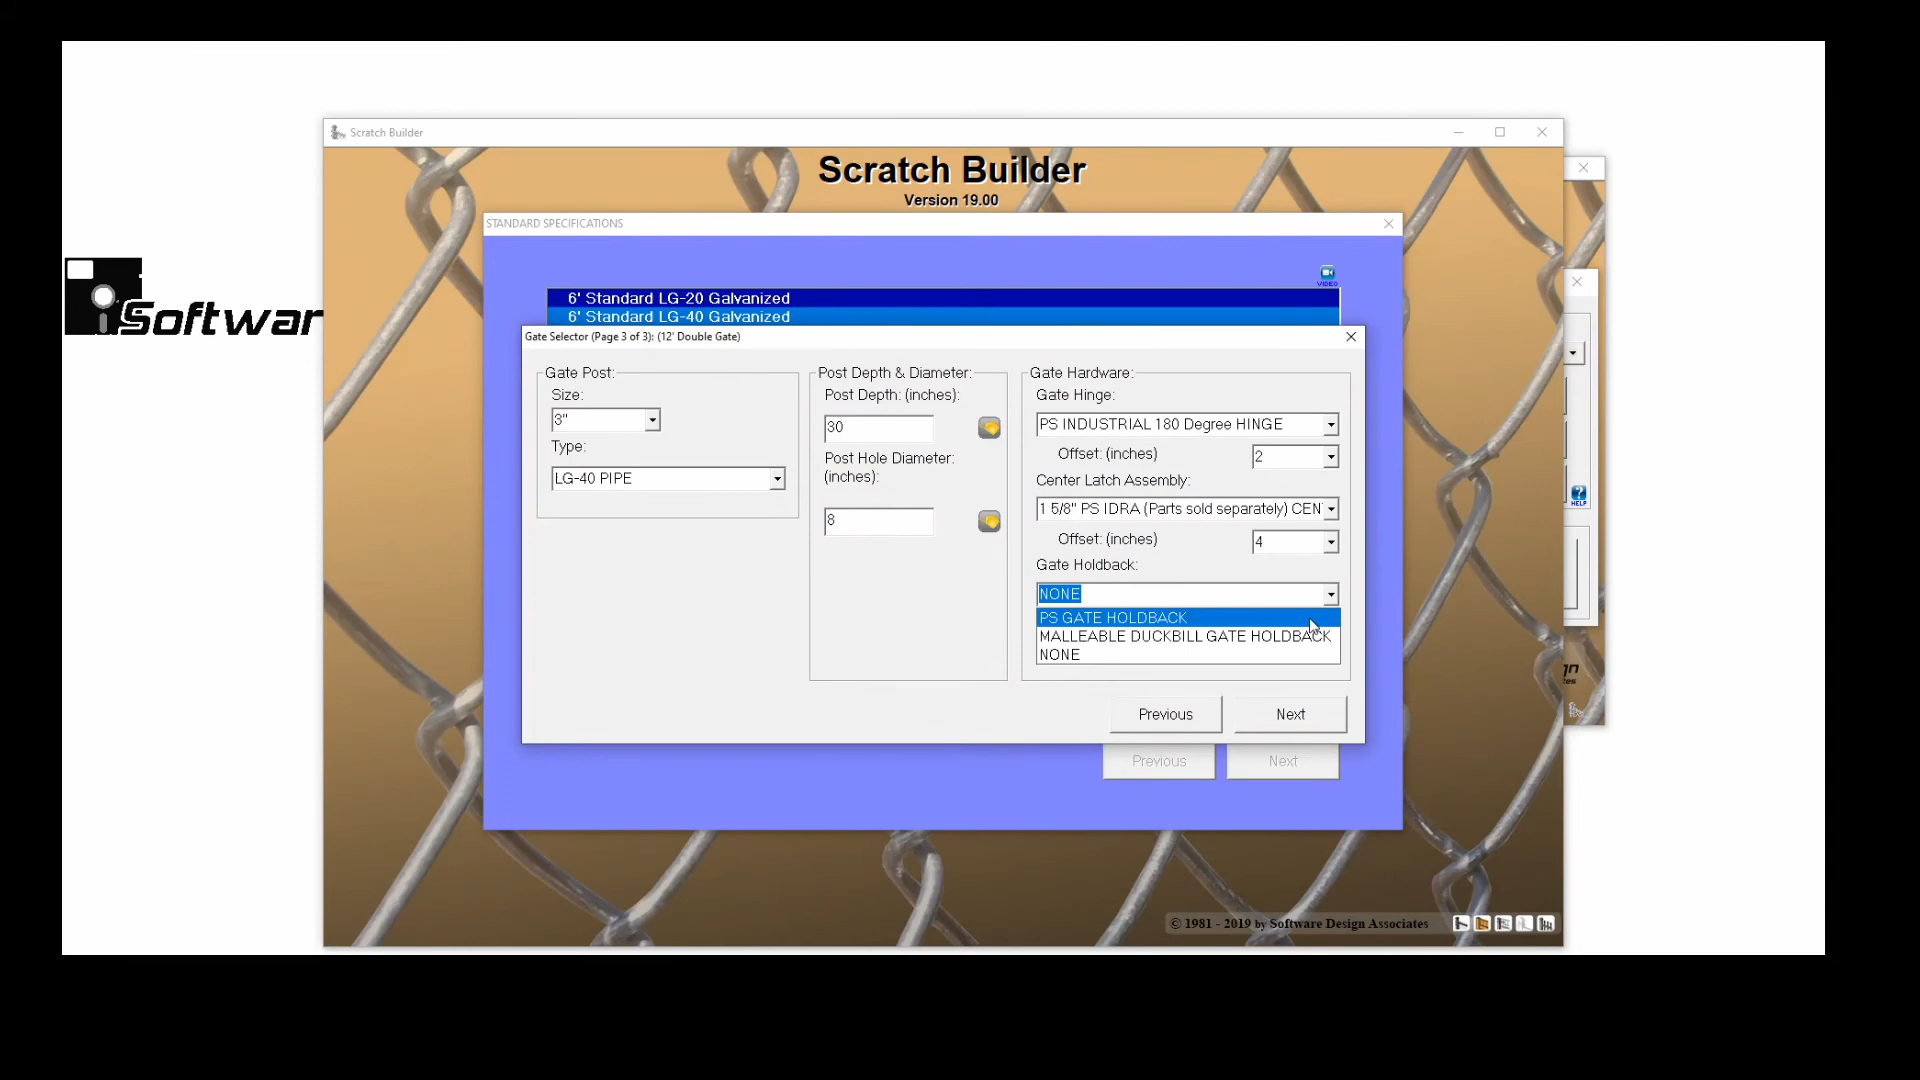 Scratch Builder
Scratch Builder
Version 19.00
STANDARD SPECIFICATIONS
VIDEO
6' Standard LG-20 Galvanized
6' Standard LG-40 Galvanized
Softwar
Gate Selector (Page 3 of 3): (12' Double Gate)
Gate Post:
Size:
3"
Type:
LG-40 PIPE
Post Depth & Diameter:
Post Depth: (inches):
30
Post Hole Diameter:
(inches):
8
Gate Hardware:
Gate Hinge:
PS INDUSTRIAL 180 Degree HINGE
Offset: (inches)
2
Center Latch Assembly:
1 5/8" PS IDRA (Parts sold separately) CEN
Offset: (inches)
4
Gate Holdback:
NONE
PS GATE HOLDBACK
MALLEABLE DUCKBILL GATE HOLDBACK
NONE
Previous
Next
Previous
Next
HELP
© 1981 - 2019 by Software Design Associates